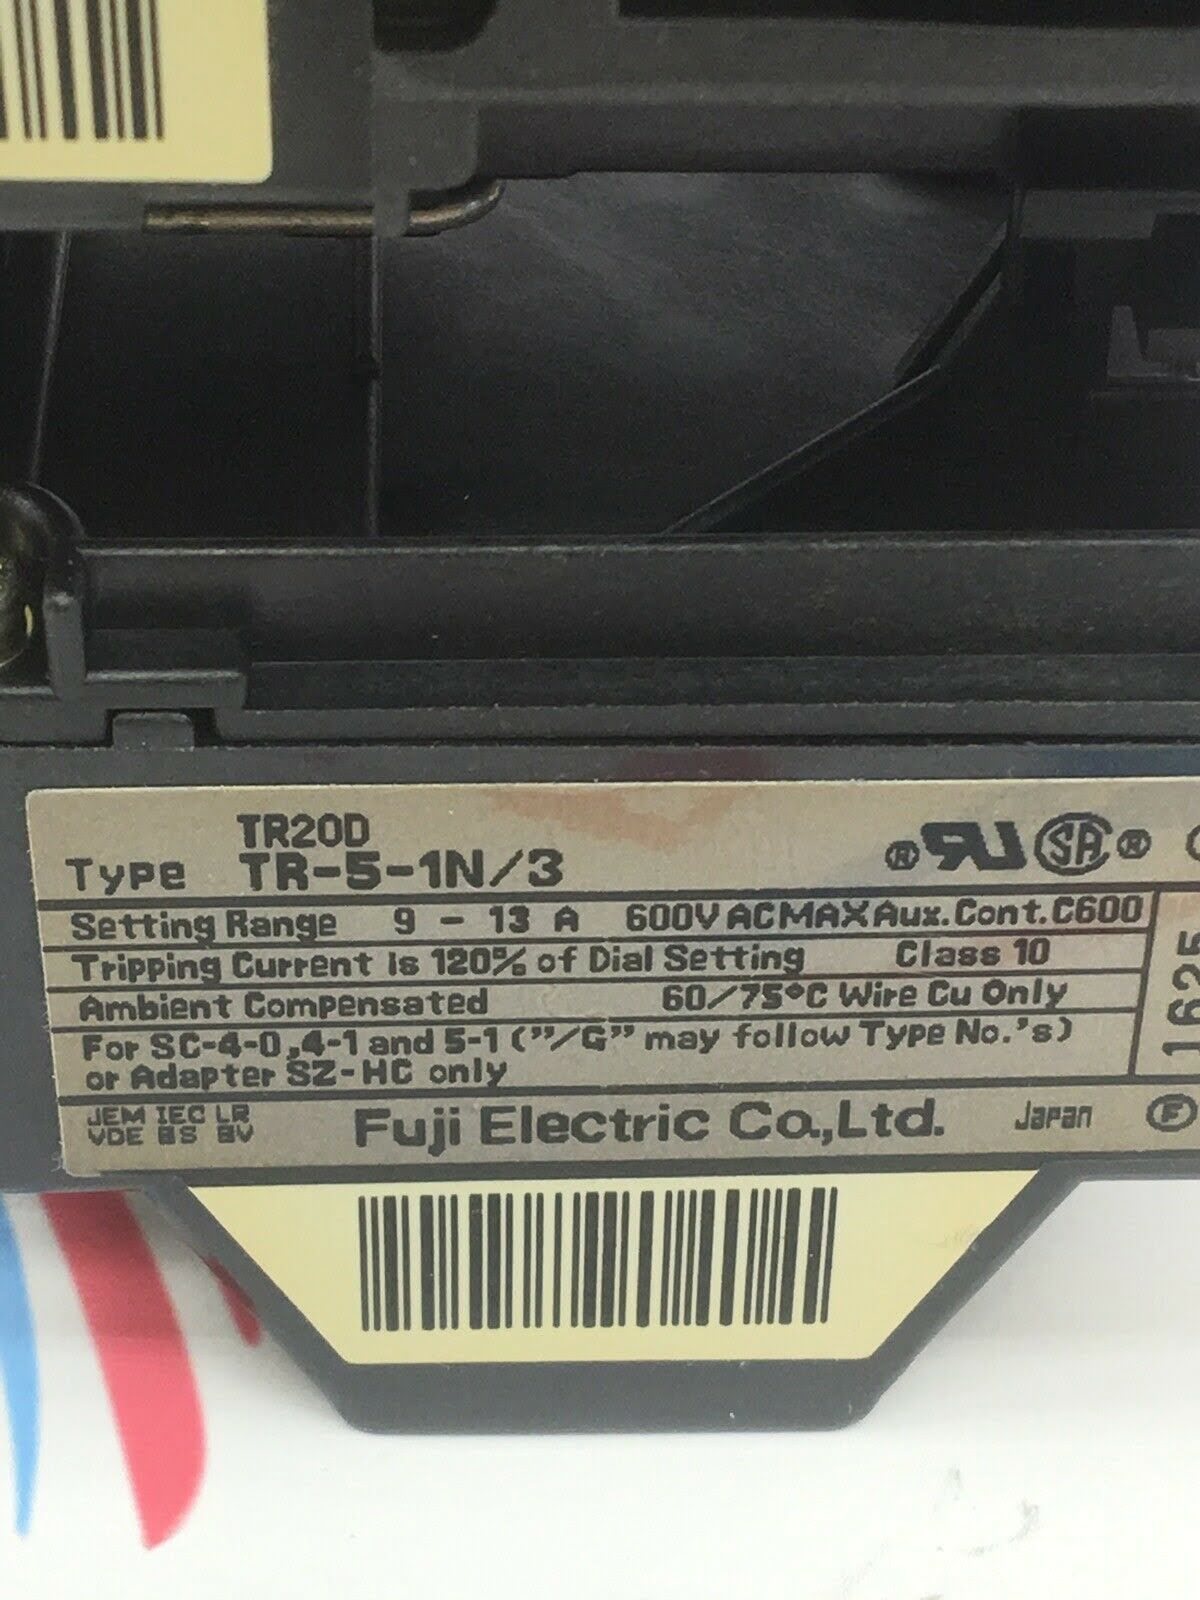 TR20D
Type TR-5-1N/3
® RU SA ®
Setting Range 9 - 13 A 600V AC MAX Aux. Cont. C600
Tripping Current is 120% of Dial Setting Class 10
Ambient Compensated 60/75°C Wire Cu Only
For SC-4-0, 4-1 and 5-1 ("/G" may follow Type No.'s)
or Adapter SZ-HC only
JEM IEC LR
VDE BS BV
Fuji Electric Co., Ltd. Japan F
1625